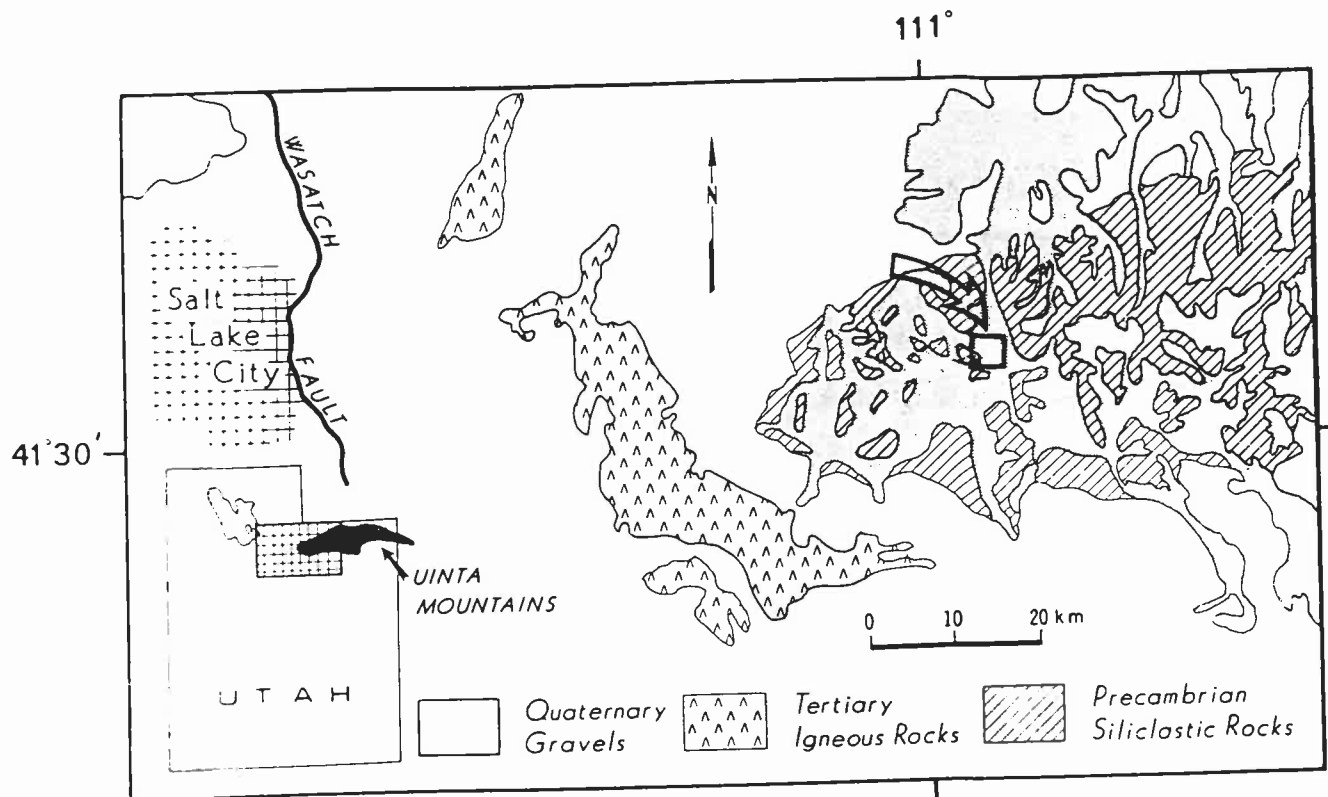 111°
WASATCH
FAULT
N
Salt
Lake
City
41°30'
UINTA
MOUNTAINS
UTAH
0 10 20 km
Quaternary
Gravels
Tertiary
Igneous Rocks
Precambrian
Siliclastic Rocks